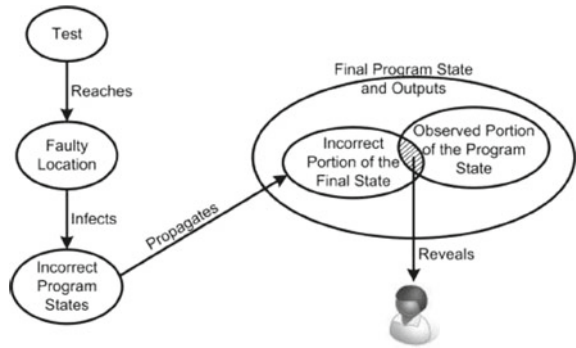 Test
Reaches
Faulty
Location
Infects
Incorrect
Program
States
Propagates
Final Program State
and Outputs
Incorrect
Portion of the
Final State
Observed Portion
of the Program
State
Reveals